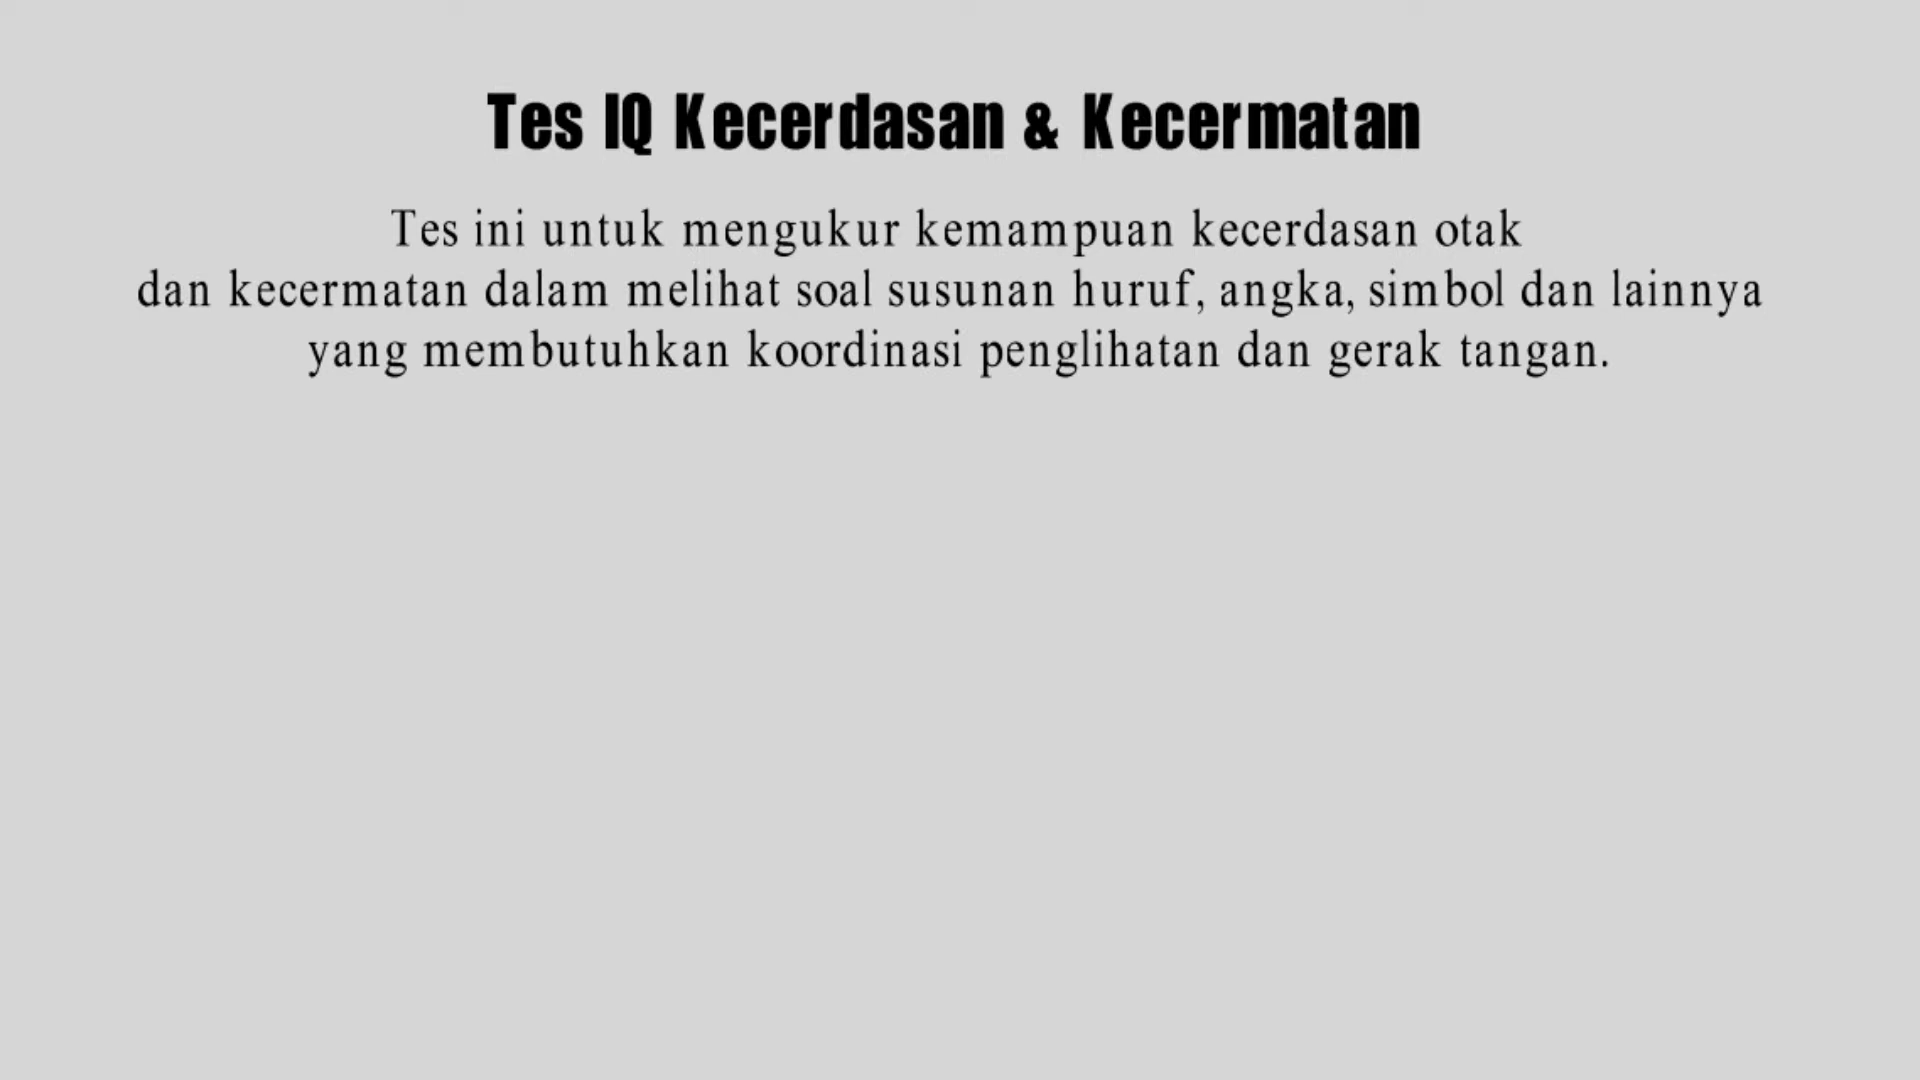 Tes IQ Kecerdasan & Kecermatan
Tes ini untuk mengukur kemampuan kecerdasan otak
dan kecermatan dalam melihat soal susunan huruf, angka, simbol dan lainnya
yang membutuhkan koordinasi penglihatan dan gerak tangan.